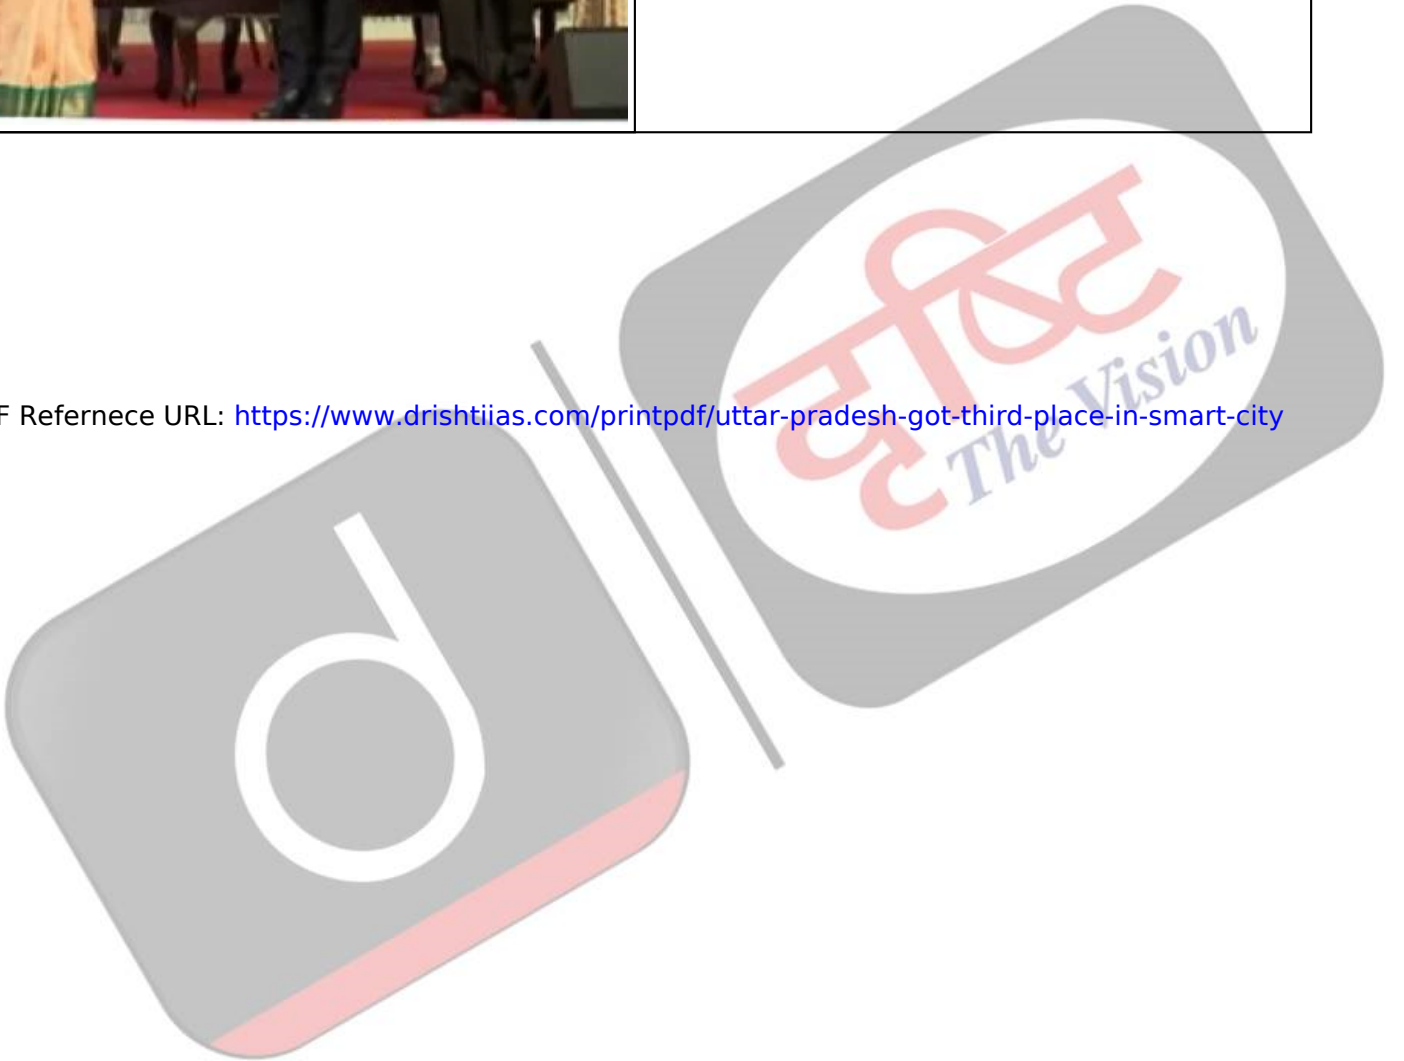 दृष्टि
The Vision
F Refernece URL: https://www.drishtiias.com/printpdf/uttar-pradesh-got-third-place-in-smart-city
d